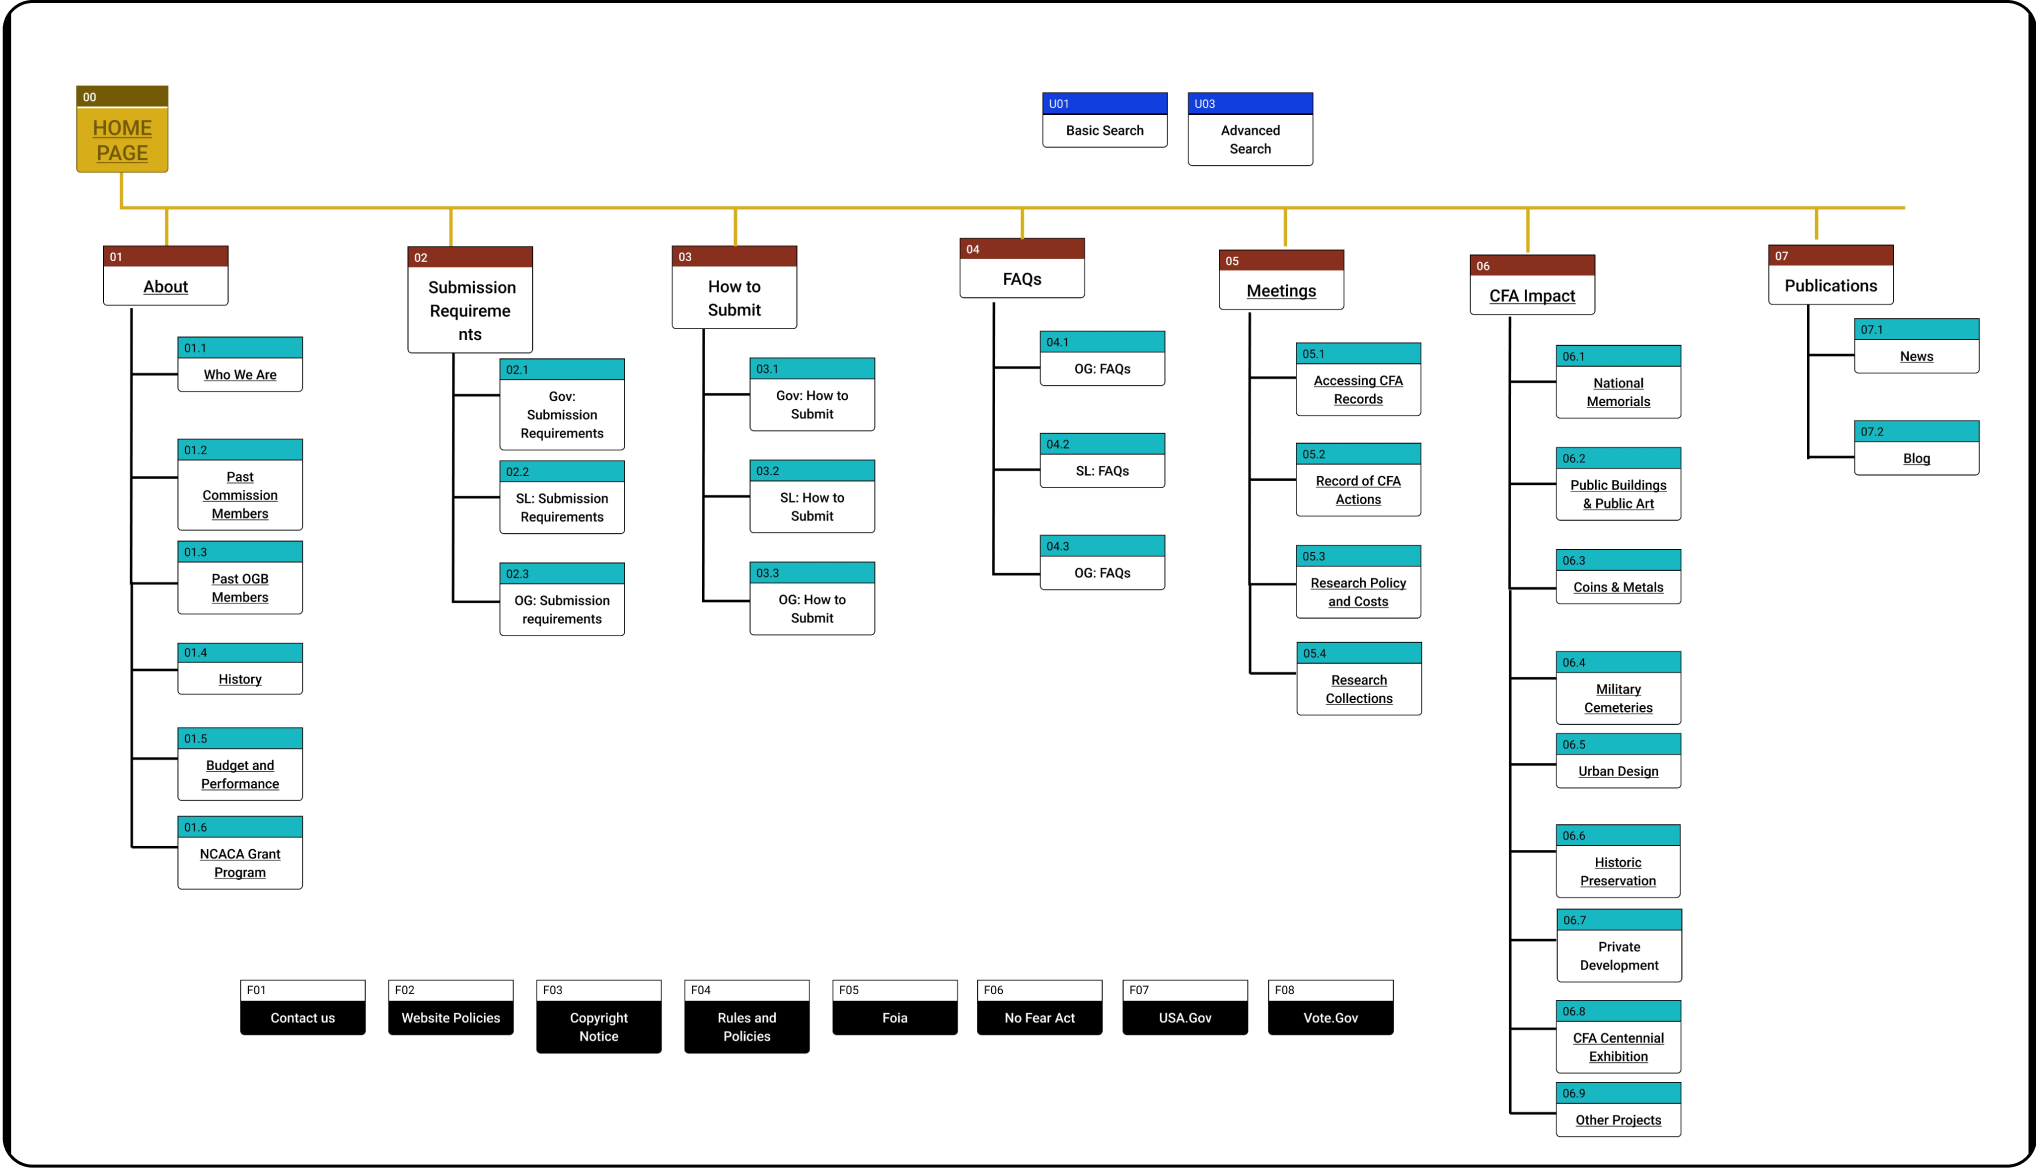 00
HOME
PAGE
U01
Basic Search
U03
Advanced
Search
01
About
01.1
Who We Are
01.2
Past
Commission
Members
01.3
Past OGB
Members
01.4
History
01.5
Budget and
Performance
01.6
NCACA Grant
Program
02
Submission
Requireme
nts
02.1
Gov:
Submission
Requirements
02.2
SL: Submission
Requirements
02.3
OG: Submission
requirements
03
How to
Submit
03.1
Gov: How to
Submit
03.2
SL: How to
Submit
03.3
OG: How to
Submit
04
FAQs
04.1
OG: FAQs
04.2
SL: FAQs
04.3
OG: FAQs
05
Meetings
05.1
Accessing CFA
Records
05.2
Record of CFA
Actions
05.3
Research Policy
and Costs
05.4
Research
Collections
06
CFA Impact
06.1
National
Memorials
06.2
Public Buildings
& Public Art
06.3
Coins & Metals
06.4
Military
Cemeteries
06.5
Urban Design
06.6
Historic
Preservation
06.7
Private
Development
06.8
CFA Centennial
Exhibition
06.9
Other Projects
07
Publications
07.1
News
07.2
Blog
F01
Contact us
F02
Website Policies
F03
Copyright
Notice
F04
Rules and
Policies
F05
Foia
F06
No Fear Act
F07
USA.Gov
F08
Vote.Gov